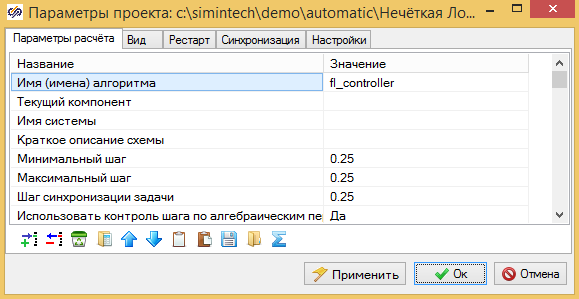 Параметры проекта: c:\simintech\demo\automatic\Нечёткая Ло...
Параметры расчёта Вид Рестарт Синхронизация Настройки
Название Значение
Имя (имена) алгоритма fl_controller
Текущий компонент
Имя системы
Краткое описание схемы
Минимальный шаг 0.25
Максимальный шаг 0.25
Шаг синхронизации задачи 0.25
Использовать контроль шага по алгебраическим пе Да
Применить Ок Отмена